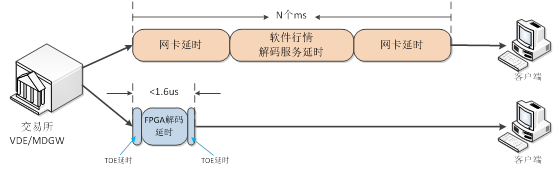 N个ms
网卡延时
软件行情
解码服务延时
网卡延时
客户端
<1.6us
交易所
VDE/MDGW
FPGA解码
延时
TOE延时
TOE延时
客户端